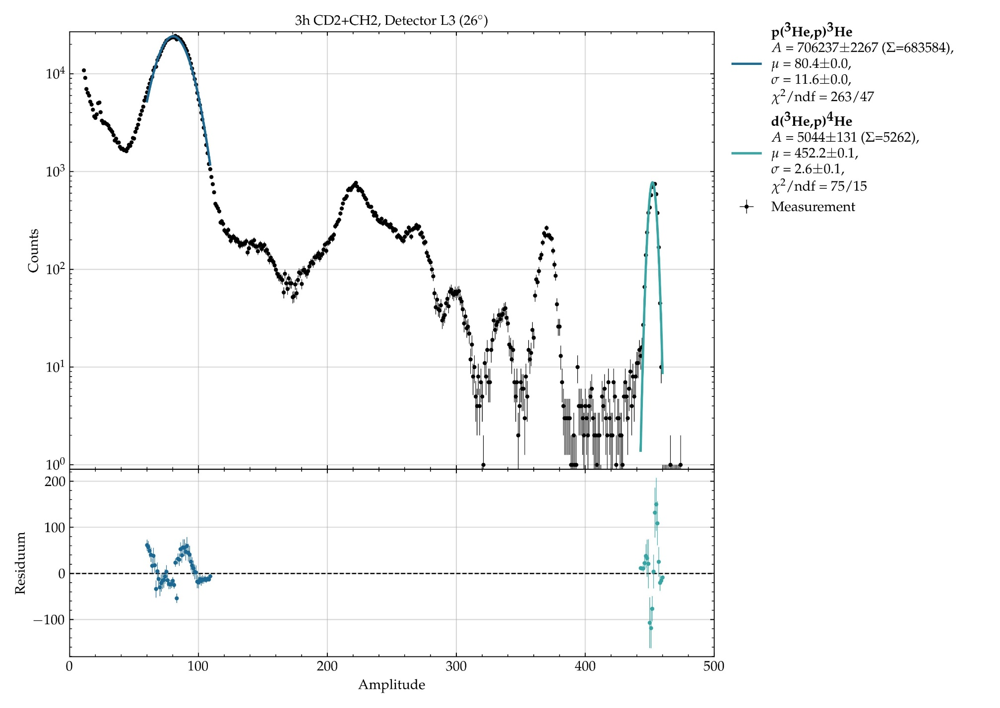 3h CD2+CH2, Detector L3 (26°)
p(³He,p)³He
A = 706237±2267 (Σ=683584),
μ = 80.4±0.0,
σ = 11.6±0.0,
χ²/ndf = 263/47
d(³He,p)⁴He
A = 5044±131 (Σ=5262),
μ = 452.2±0.1,
σ = 2.6±0.1,
χ²/ndf = 75/15
Measurement
Counts
10⁴
10³
10²
10¹
10⁰
Residuum
200
100
0
−100
0 100 200 300 400 500
Amplitude